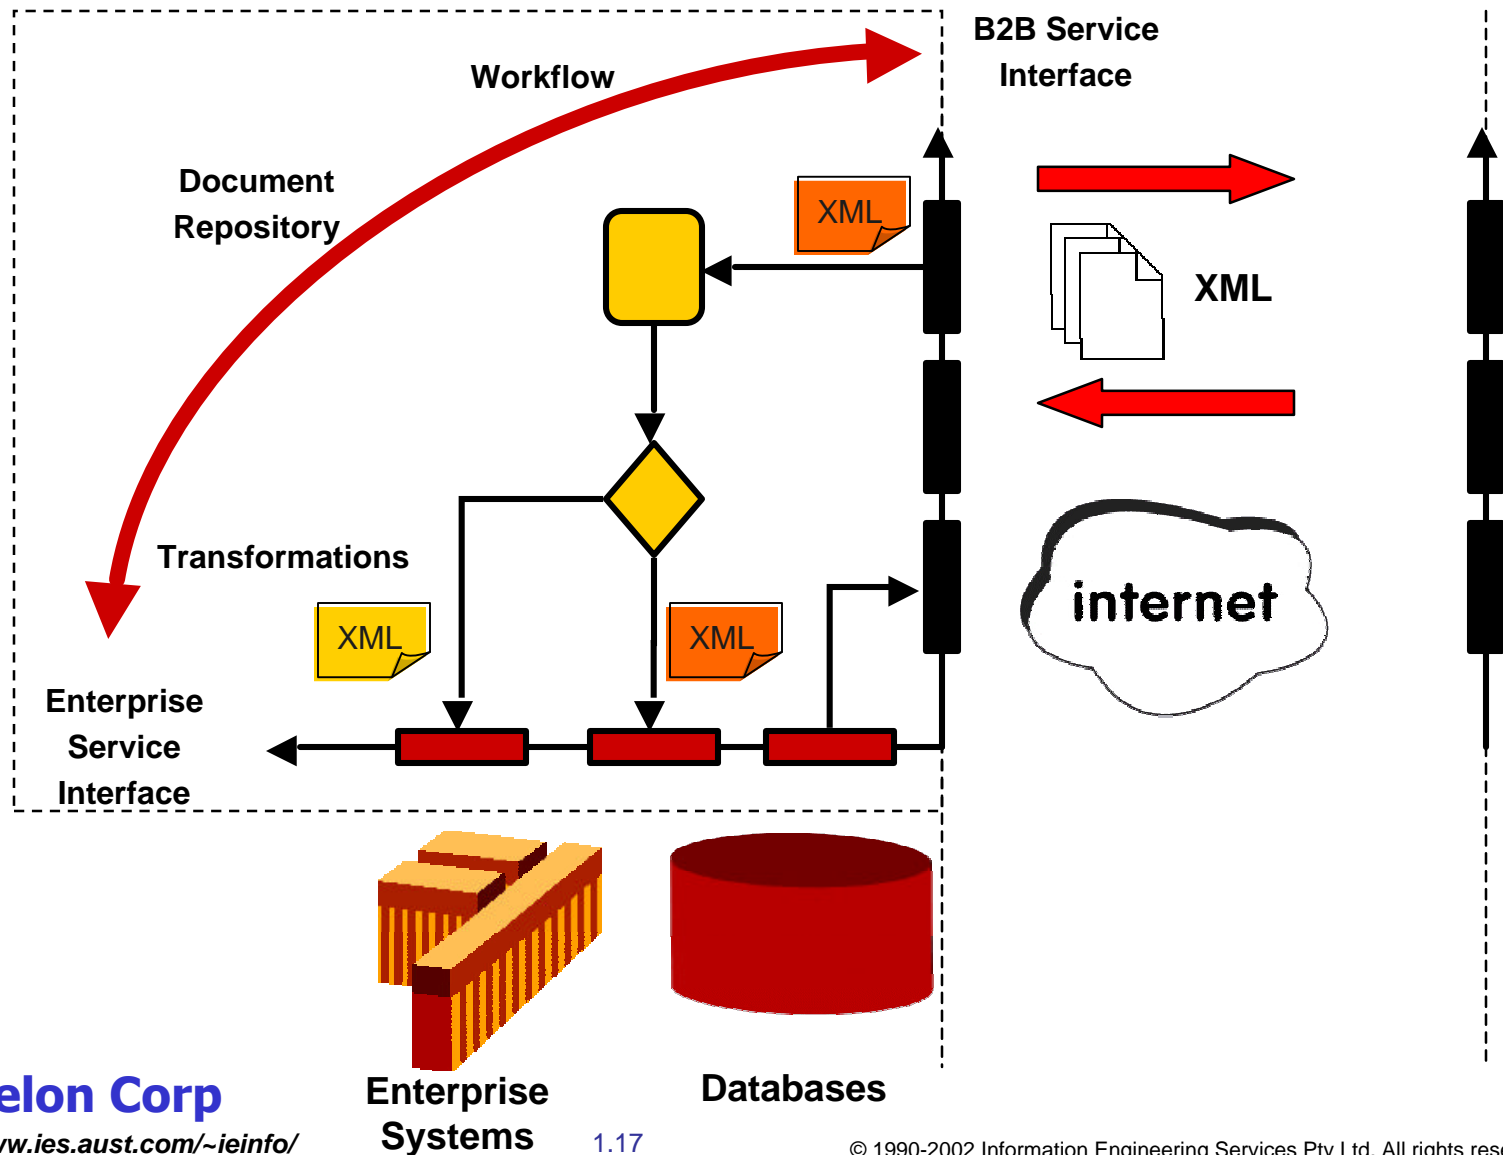 B2B Service
Interface
Workflow
Document
Repository
XML
XML
internet
Transformations
XML
XML
Enterprise
Service
Interface
Enterprise
Systems
Databases
elon Corp
w.ies.aust.com/~ieinfo/
1.17
© 1990-2002 Information Engineering Services Pty Ltd. All rights rese